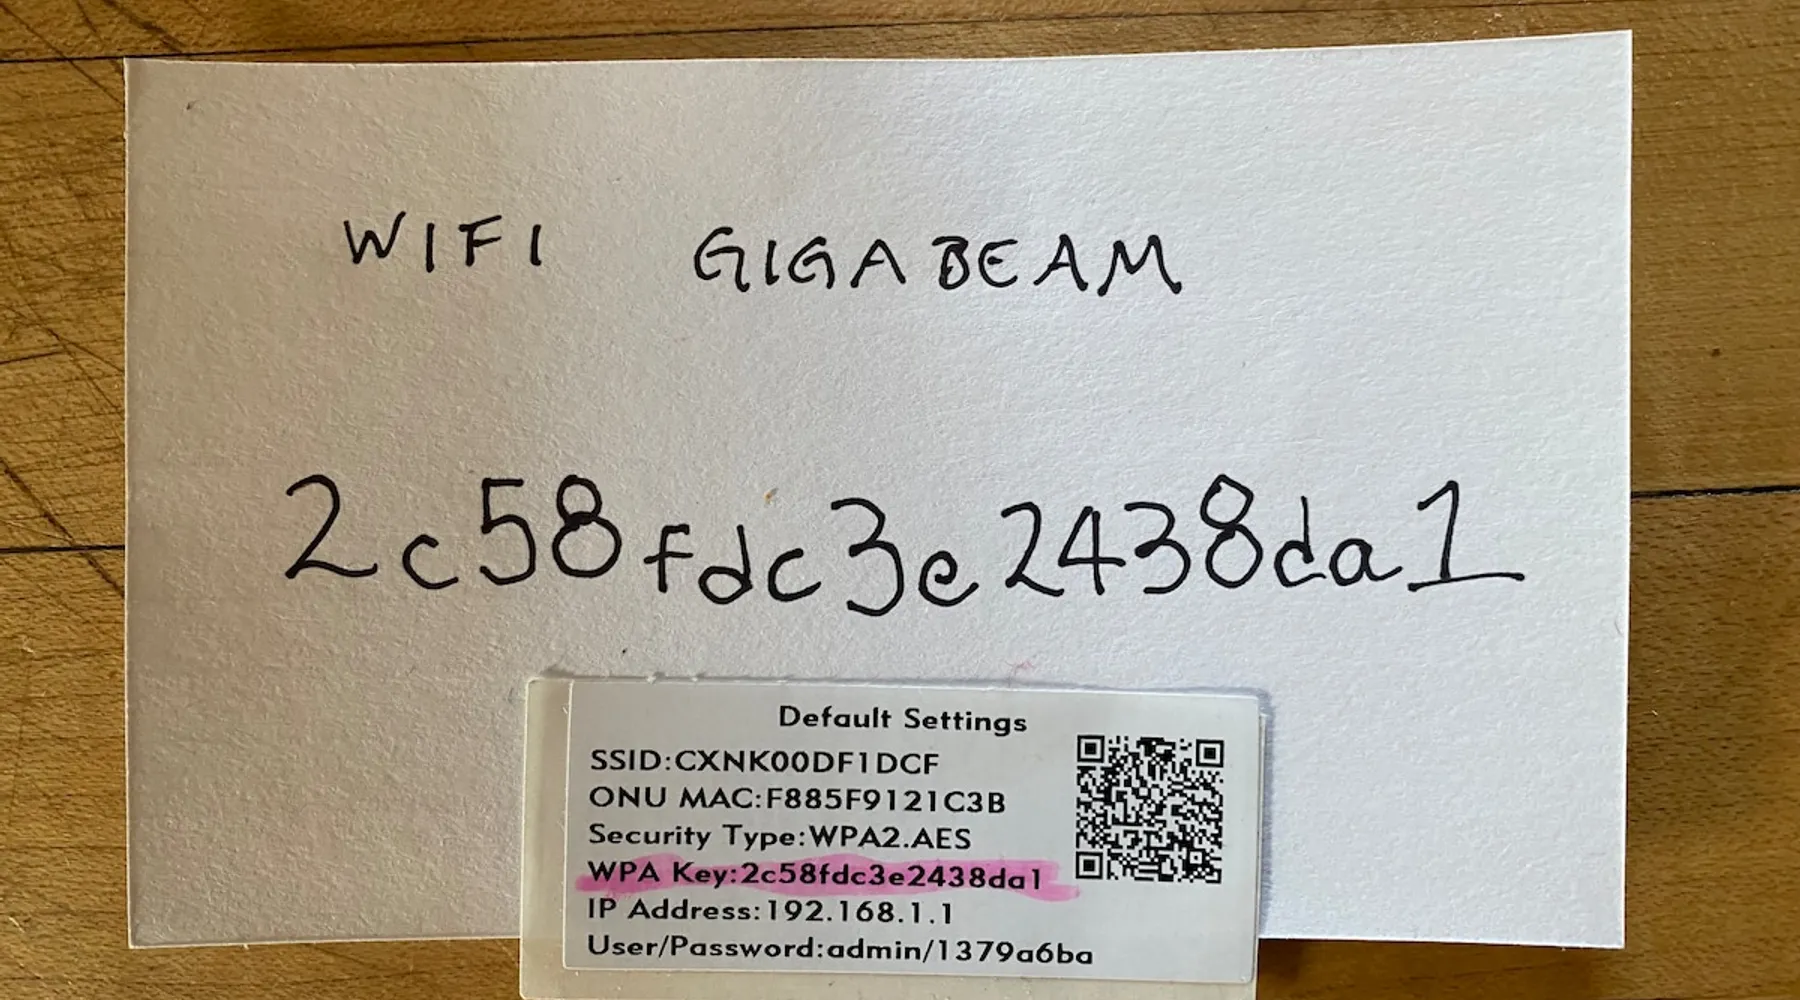 WIFI GIGABEAM
2c58fdc3e2438da1
Default Settings
SSID:CXNK00DF1DCF
ONU MAC:F885F9121C3B
Security Type:WPA2.AES
WPA Key:2c58fdc3e2438da1
IP Address:192.168.1.1
User/Password:admin/1379a6ba